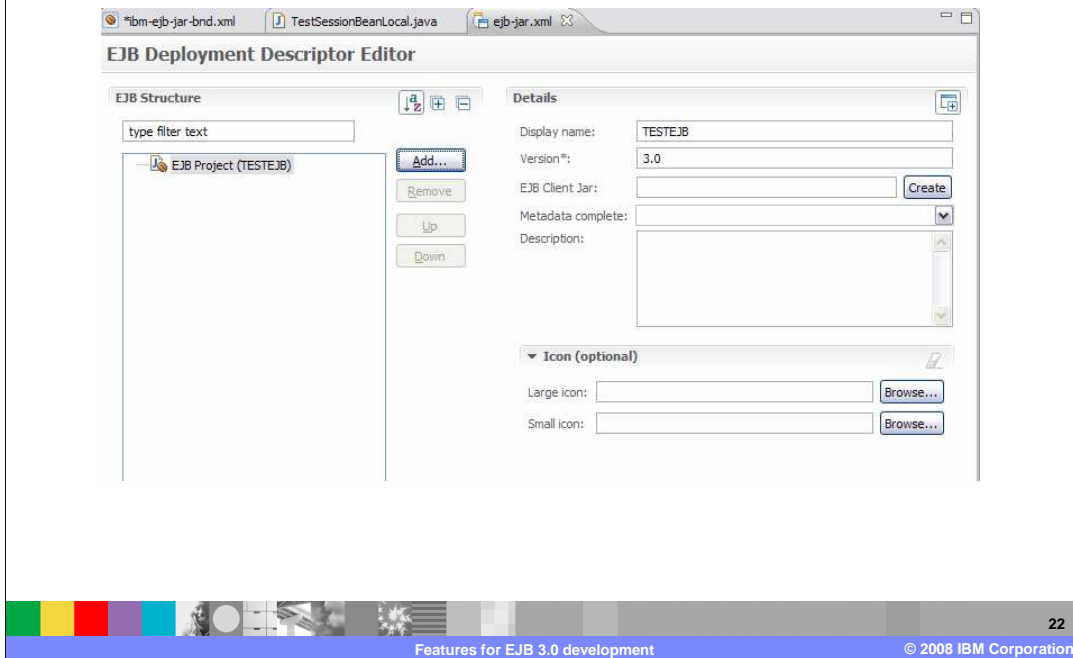 *ibm-ejb-jar-bnd.xml TestSessionBeanLocal.java ejb-jar.xml
EJB Deployment Descriptor Editor
EJB Structure
type filter text
EJB Project (TESTEJB)
Add...
Remove
Up
Down
Details
Display name: TESTEJB
Version*: 3.0
EJB Client Jar: Create
Metadata complete:
Description:
Icon (optional)
Large icon: Browse...
Small icon: Browse...
22
Features for EJB 3.0 development © 2008 IBM Corporation